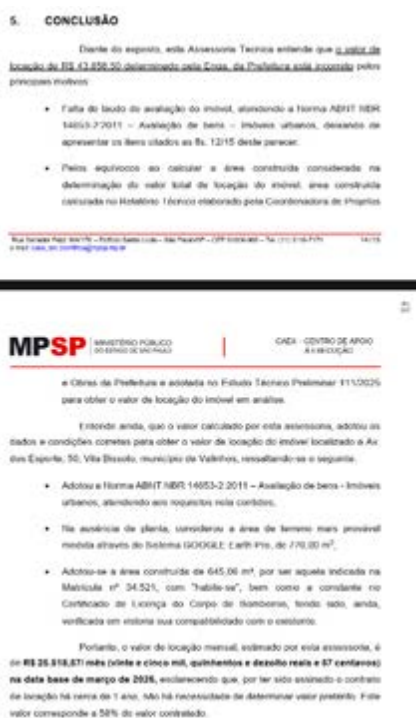 5. CONCLUSÃO
Diante do exposto, esta Assessoria Técnica entende que o valor de
locação de R$ 43.856,50 determinado pela Enga. da Prefeitura está incorreto pelos
principais motivos:
• Falta de laudo de avaliação do imóvel, atendendo a Norma ABNT NBR
14653-2:2011 – Avaliação de bens – Imóveis urbanos, deixando de
apresentar os itens citados as fls. 12/15 deste parecer.
• Pelos equívocos ao calcular a área construída considerada na
determinação do valor total de locação do imóvel: área construída
calculada no Relatório Técnico elaborado pela Coordenadora de Projetos
14/15
MPSP MINISTÉRIO PÚBLICO
DO ESTADO DE SÃO PAULO
CAEX - CENTRO DE APOIO
À EXECUÇÃO
e Obras da Prefeitura e adotada no Estudo Técnico Preliminar 111/2025
para obter o valor de locação do imóvel em análise.
Entende ainda, que o valor calculado por esta assessoria, adotou os
dados e condições corretas para obter o valor de locação do imóvel localizado a Av.
dos Esporte, 50, Vila Bissoto, município de Valinhos, ressaltando-se o seguinte.
• Adotou a Norma ABNT NBR 14653-2:2011 – Avaliação de bens - Imóveis
urbanos, atendendo aos requisitos nela contidos,
• Na ausência de planta, considerou a área de terreno mais provável
medida através do Sistema GOOGLE Earth Pro, de 770,00 m²,
• Adotou-se a área construída de 645,06 m², por ser aquela indicada na
Matrícula nº 34.521, com "habite-se", bem como a constante no
Certificado de Licença do Corpo de Bombeiros, tendo sido, ainda,
verificada em vistoria sua compatibilidade com o existente.
Portanto, o valor de locação mensal, estimado por esta assessoria, é
de R$ 25.518,87/ mês (vinte e cinco mil, quinhentos e dezoito reais e 87 centavos)
na data base de março de 2026, esclarecendo que, por ter sido assinado o contrato
de locação há cerca de 1 ano. Não há necessidade de determinar valor pretérito. Este
valor corresponde a 58% do valor contratado.